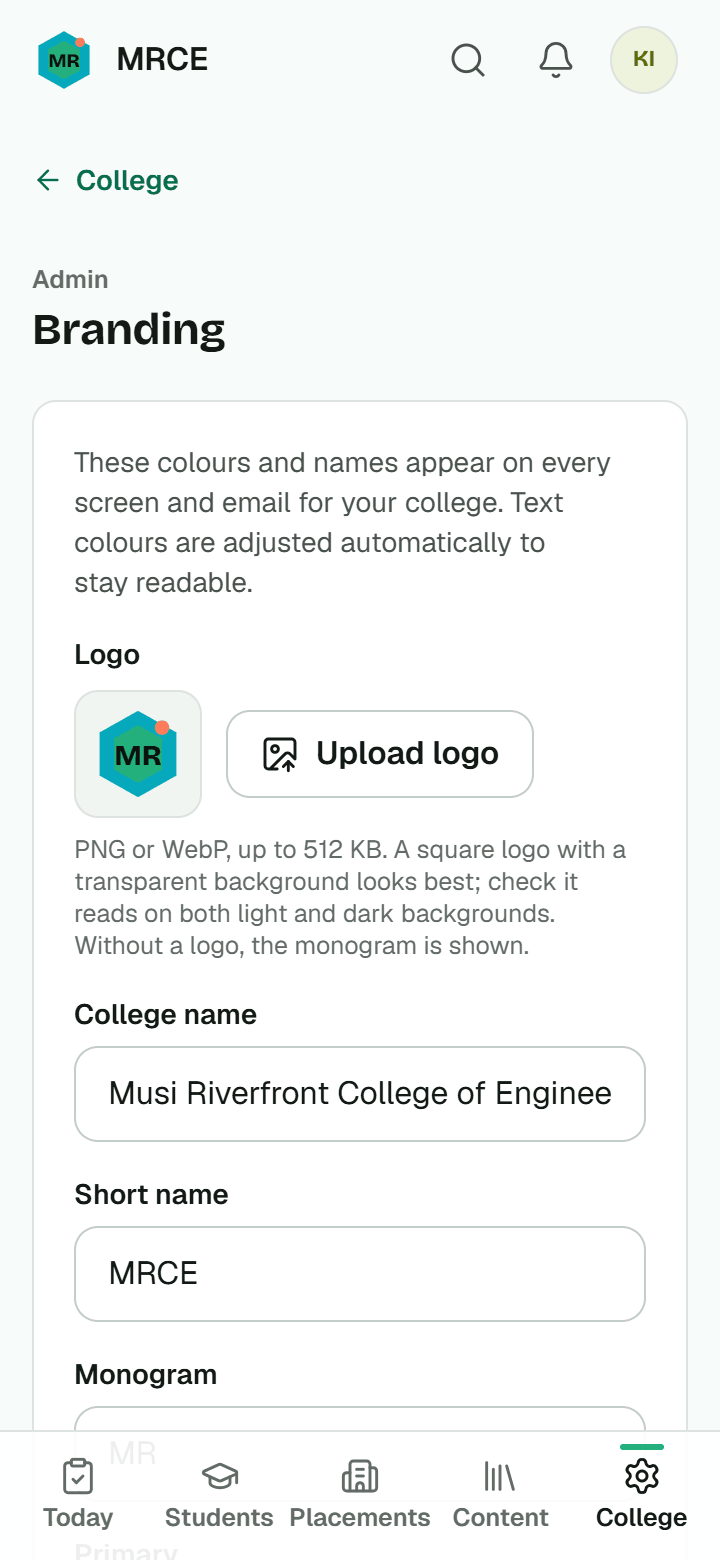 MR MRCE KI
College
Admin
Branding
These colours and names appear on every
screen and email for your college. Text
colours are adjusted automatically to
stay readable.
Logo
MR Upload logo
PNG or WebP, up to 512 KB. A square logo with a
transparent background looks best; check it
reads on both light and dark backgrounds.
Without a logo, the monogram is shown.
College name
Musi Riverfront College of Enginee
Short name
MRCE
Monogram
MR
Today Students Placements Content College
Primary